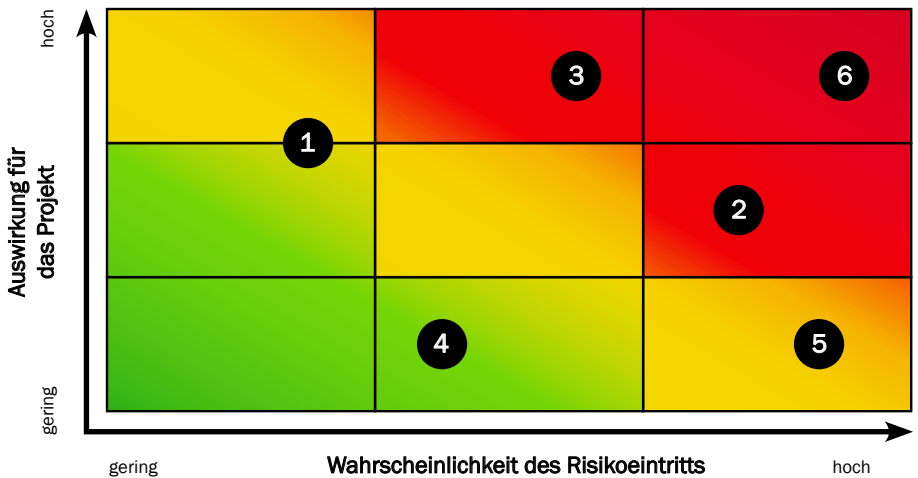 hoch
3
6
1
Auswirkung für
das Projekt
2
4
5
gering
gering
Wahrscheinlichkeit des Risikoeintritts
hoch